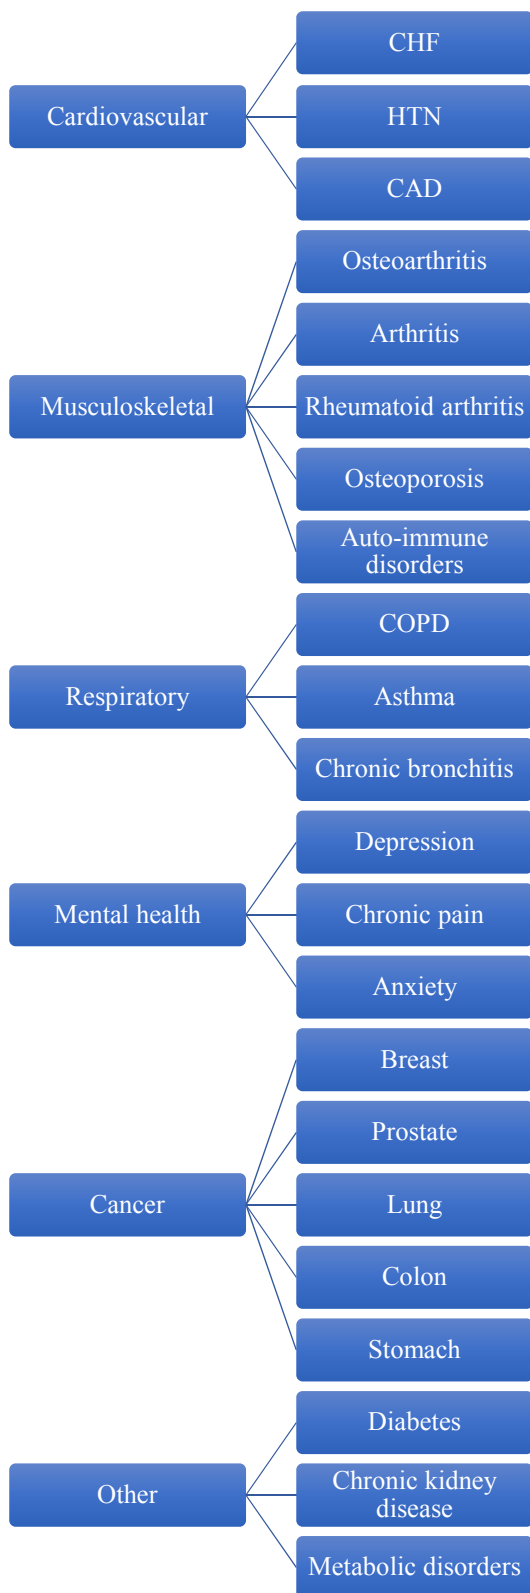 Cardiovascular
CHF
HTN
CAD
Musculoskeletal
Osteoarthritis
Arthritis
Rheumatoid arthritis
Osteoporosis
Auto-immune
disorders
Respiratory
COPD
Asthma
Chronic bronchitis
Mental health
Depression
Chronic pain
Anxiety
Cancer
Breast
Prostate
Lung
Colon
Stomach
Other
Diabetes
Chronic kidney
disease
Metabolic disorders